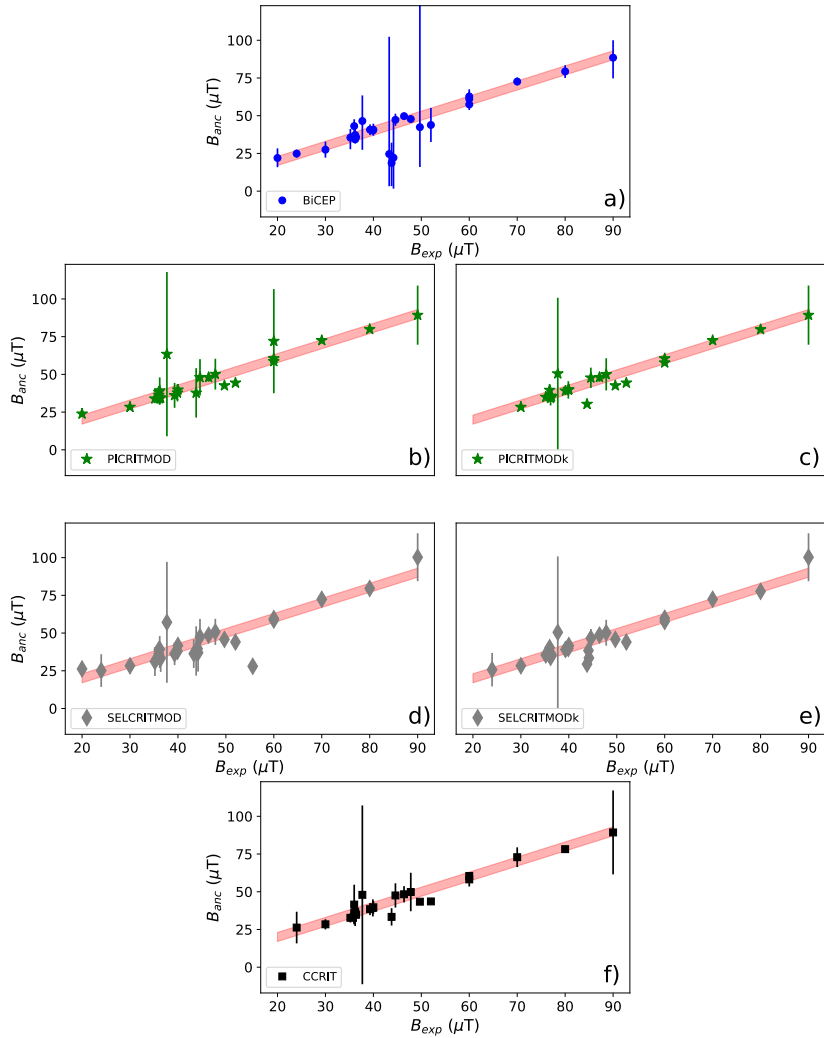 100
75
50
25
0
B_anc (μT)
BiCEP
a)
20 30 40 50 60 70 80 90
B_exp (μT)
100
75
50
25
0
B_anc (μT)
PICRITMOD
b)
PICRITMODk
c)
100
75
50
25
0
B_anc (μT)
SELCRITMOD
d)
SELCRITMODk
e)
20 30 40 50 60 70 80 90
20 30 40 50 60 70 80 90
B_exp (μT)
B_exp (μT)
100
75
50
25
0
B_anc (μT)
CCRIT
f)
20 30 40 50 60 70 80 90
B_exp (μT)